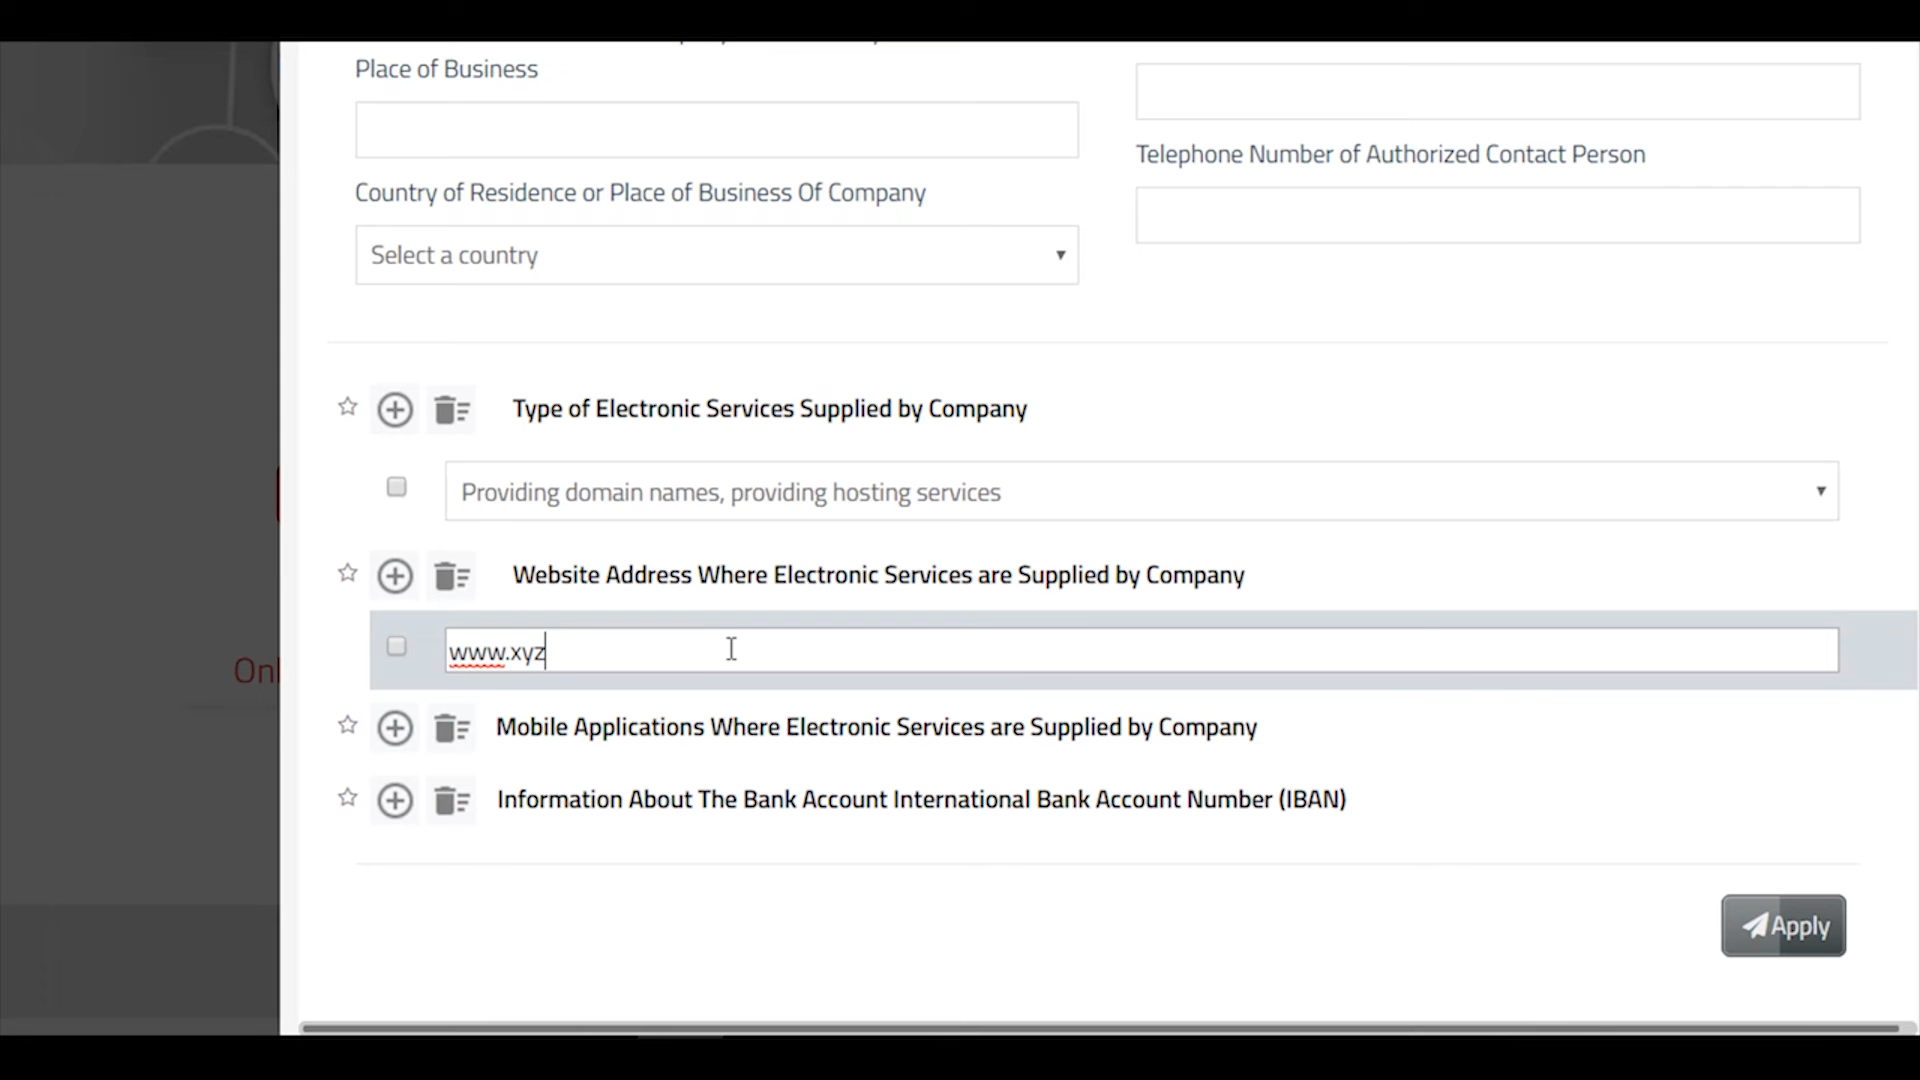 Place of Business
Telephone Number of Authorized Contact Person
Country of Residence or Place of Business Of Company
Select a country
Type of Electronic Services Supplied by Company
Providing domain names, providing hosting services
Website Address Where Electronic Services are Supplied by Company
www.xyz
Onl
Mobile Applications Where Electronic Services are Supplied by Company
Information About The Bank Account International Bank Account Number (IBAN)
Apply